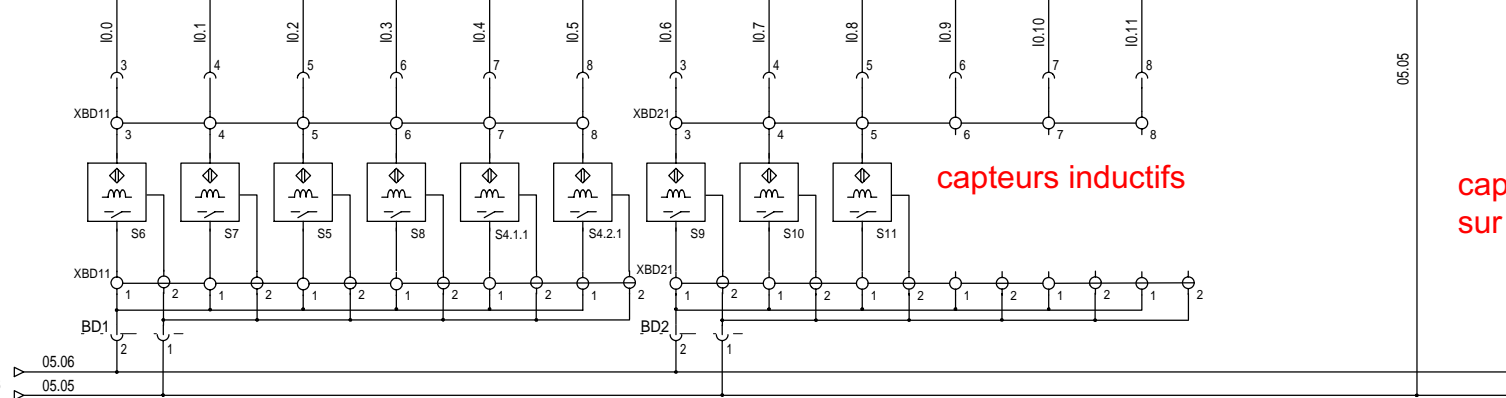 I0.0 I0.1 I0.2 I0.3 I0.4 I0.5 I0.6 I0.7 I0.8 I0.9 I0.10 I0.11
3 4 5 6 7 8 3 4 5 6 7 8
05.05
XBD11 XBD21
3 4 5 6 7 8 3 4 5 6 7 8
capteurs inductifs
cap
sur
S6 S7 S5 S8 S4.1.1 S4.2.1 S9 S10 S11
XBD11 XBD21
1 2 1 2 1 2 1 2 1 2 1 2 1 2 1 2 1 2 1 2 1 2 1 2
BD1 BD2
2 1 2 1
05.06
05.05